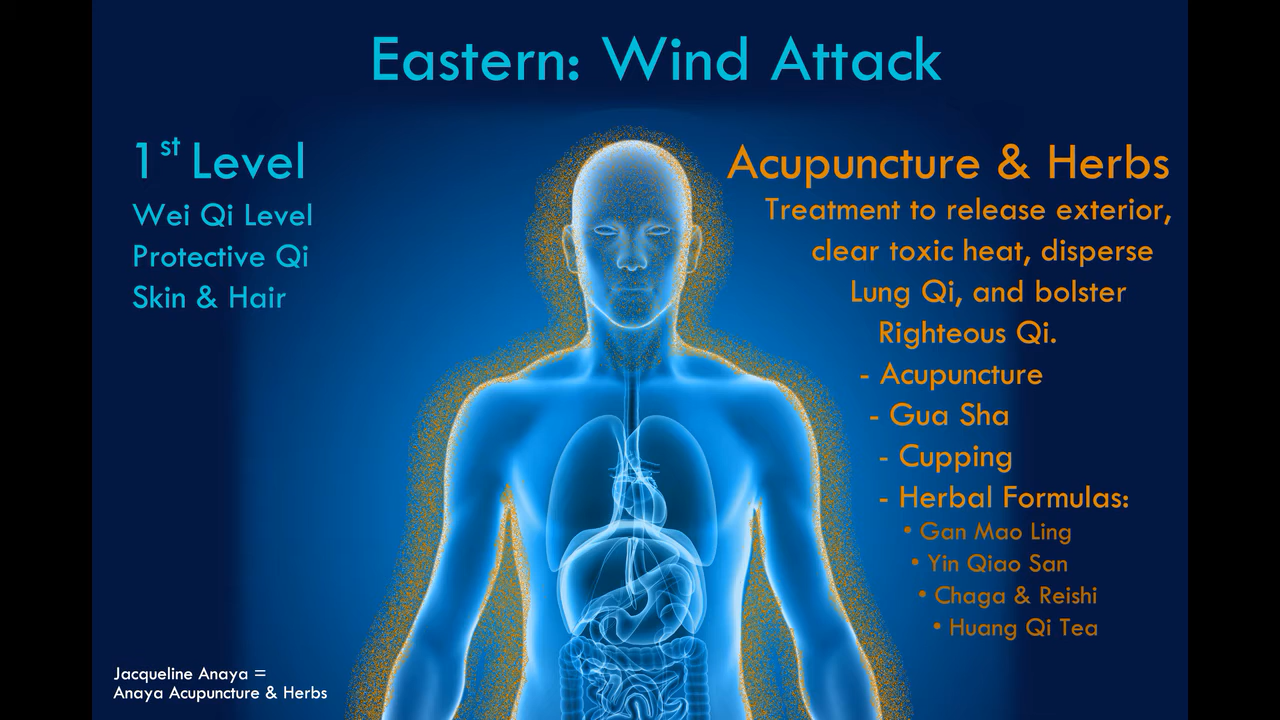 Eastern: Wind Attack
1st Level
Wei Qi Level
Protective Qi
Skin & Hair
Acupuncture & Herbs
Treatment to release exterior,
clear toxic heat, disperse
Lung Qi, and bolster
Righteous Qi.
- Acupuncture
- Gua Sha
- Cupping
- Herbal Formulas:
• Gan Mao Ling
• Yin Qiao San
• Chaga & Reishi
• Huang Qi Tea
Jacqueline Anaya =
Anaya Acupuncture & Herbs